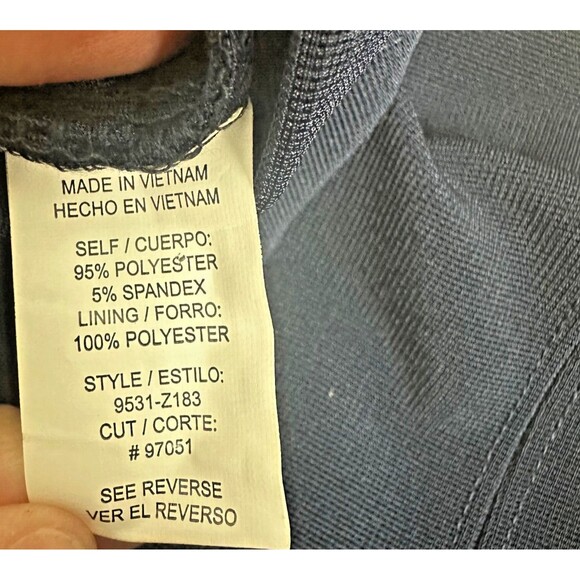 MADE IN VIETNAM
HECHO EN VIETNAM
SELF / CUERPO:
95% POLYESTER
5% SPANDEX
LINING / FORRO:
100% POLYESTER
STYLE / ESTILO:
9531-Z183
CUT / CORTE:
# 97051
SEE REVERSE
VER EL REVERSO